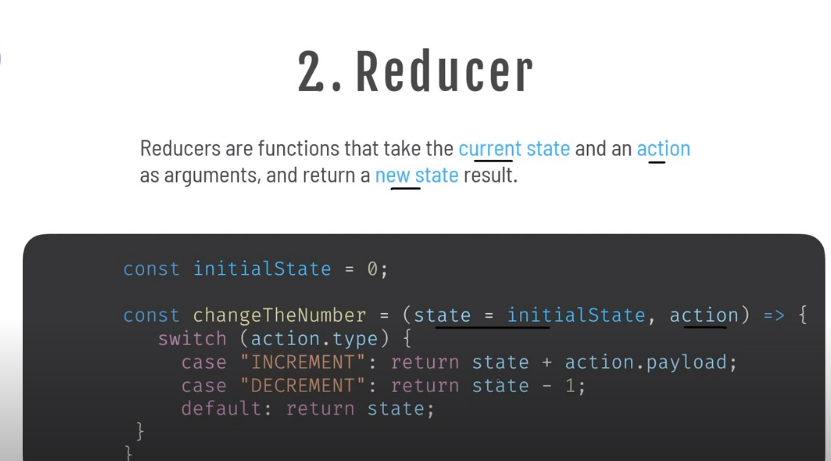 2. Reducer
Reducers are functions that take the current state and an action
as arguments, and return a new state result.
const initialState = 0;
const changeTheNumber = (state = initialState, action) => {
switch (action.type) {
case "INCREMENT": return state + action.payload;
case "DECREMENT": return state - 1;
default: return state;
}
}